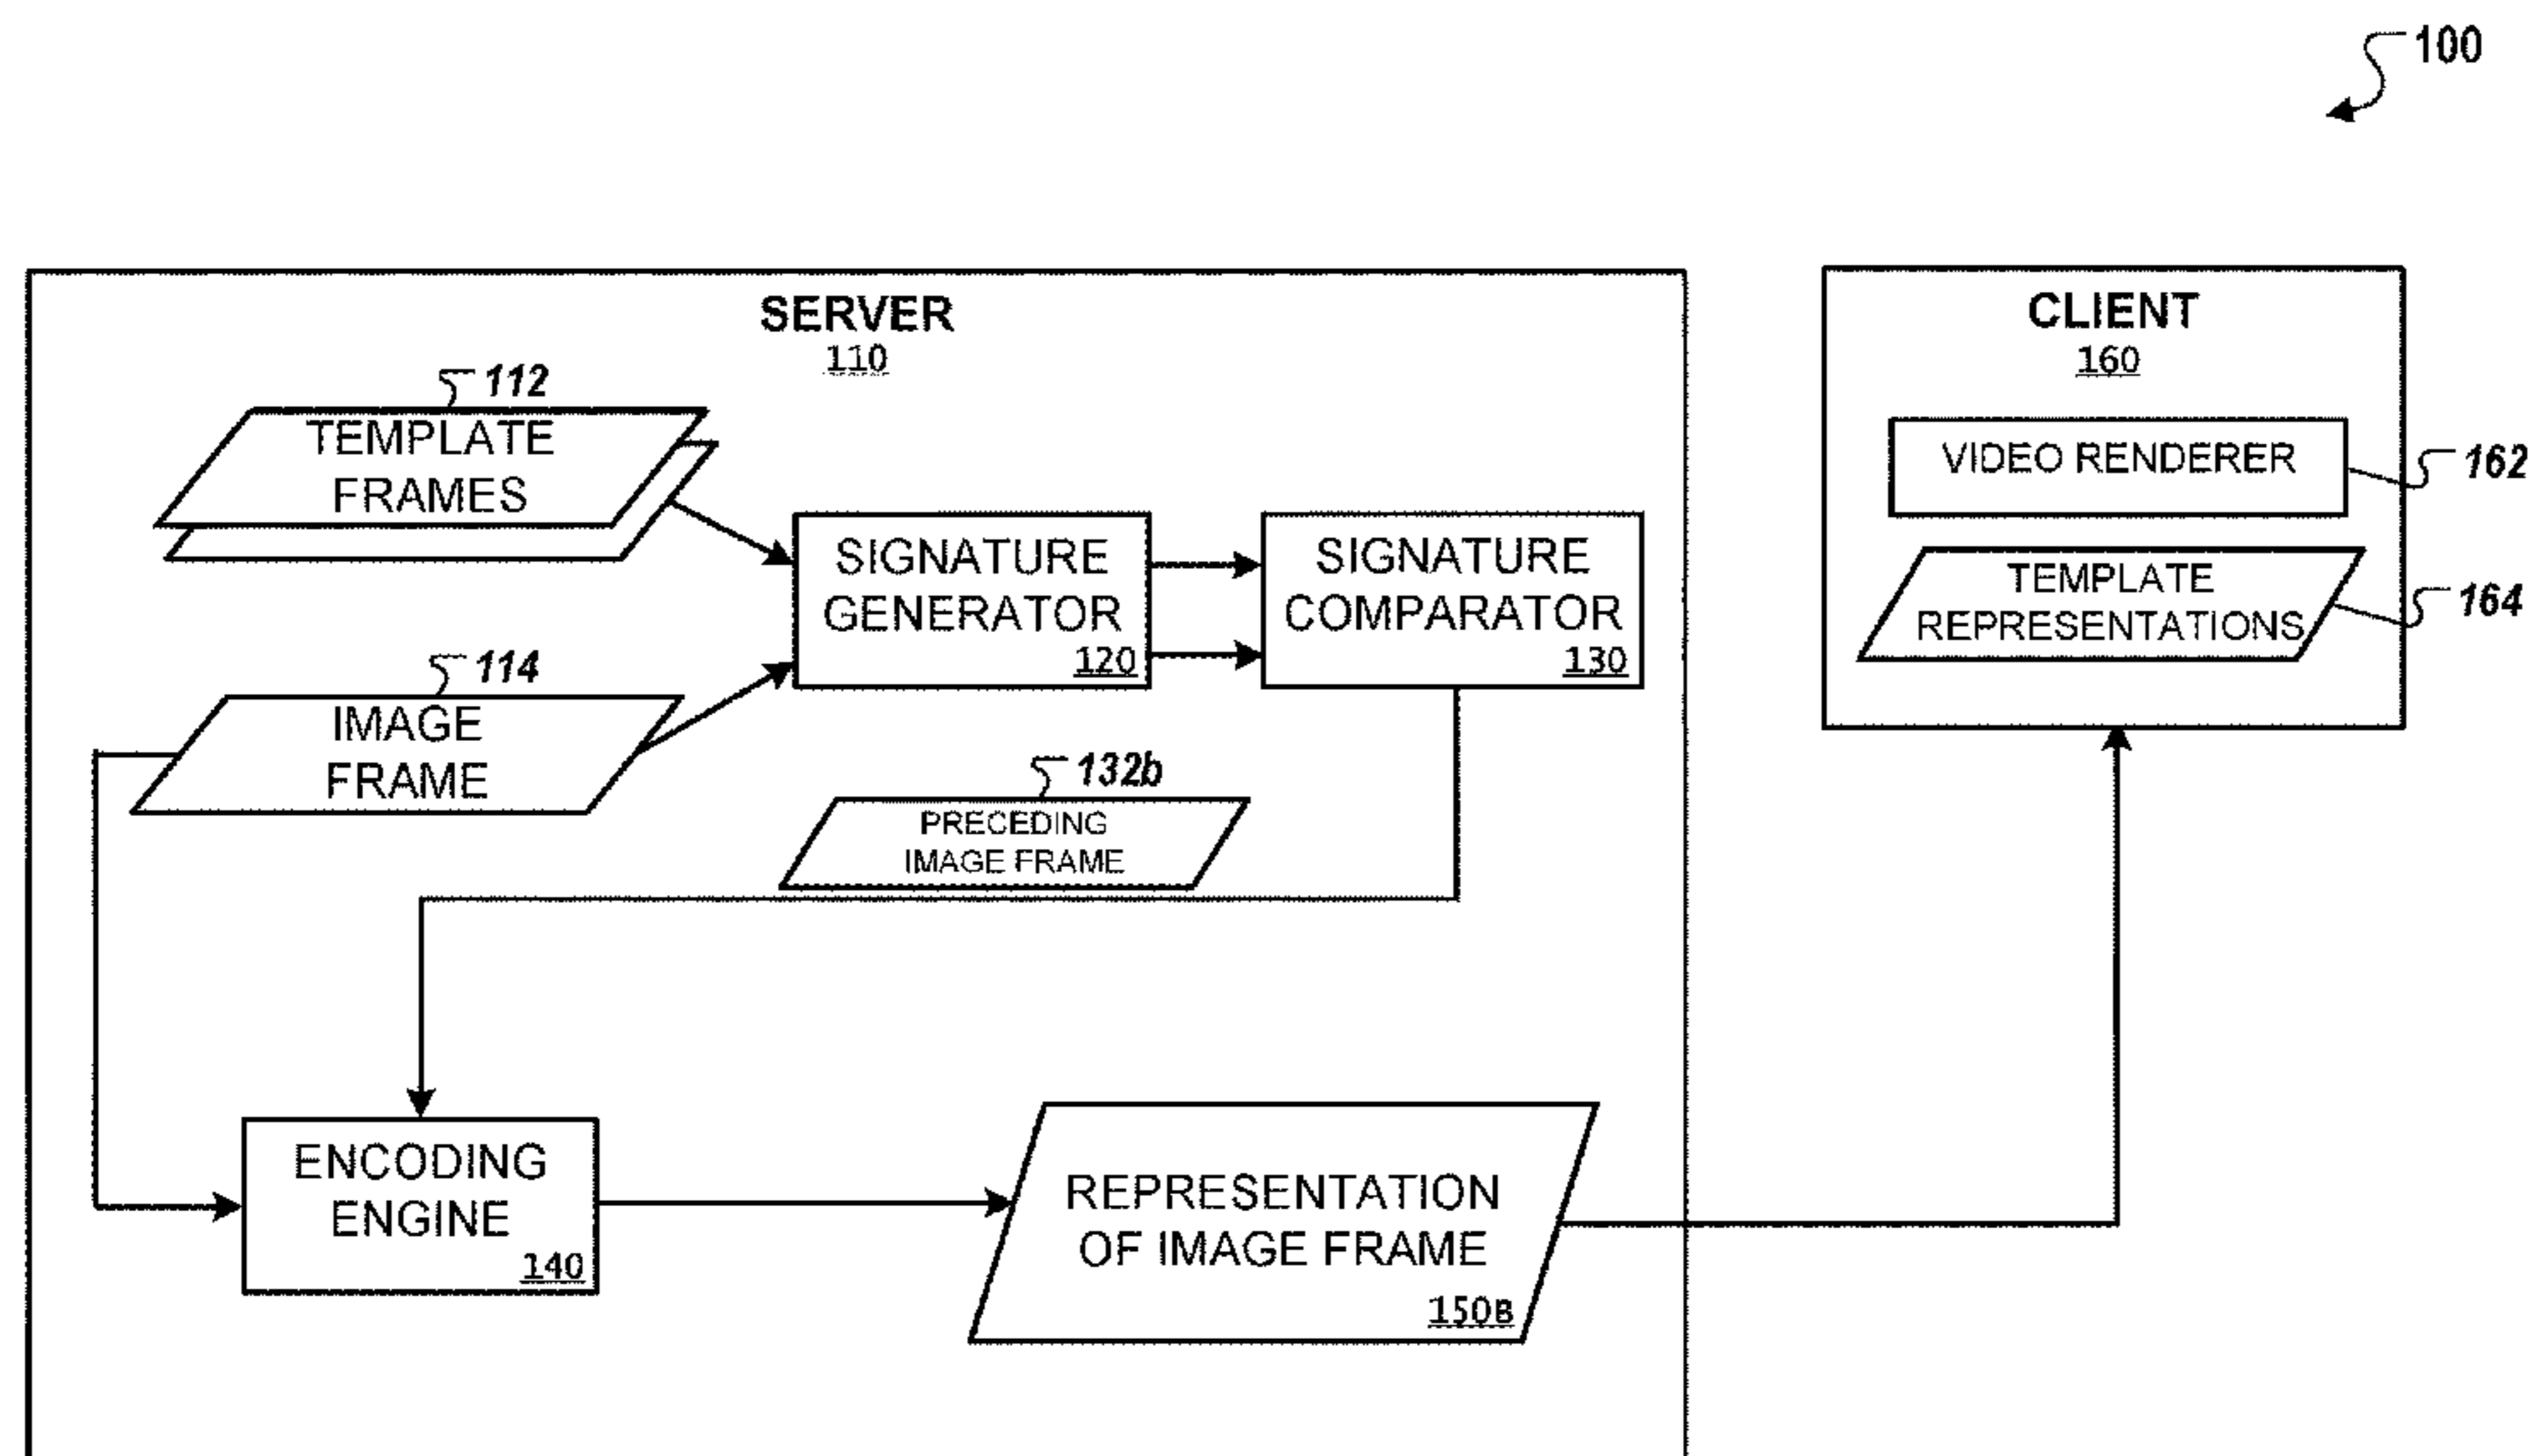 100
SERVER
110
CLIENT
160
112
TEMPLATE
FRAMES
VIDEO RENDERER
162
SIGNATURE
GENERATOR
120
SIGNATURE
COMPARATOR
130
TEMPLATE
REPRESENTATIONS
164
114
IMAGE
FRAME
132b
PRECEDING
IMAGE FRAME
ENCODING
ENGINE
140
REPRESENTATION
OF IMAGE FRAME
150B